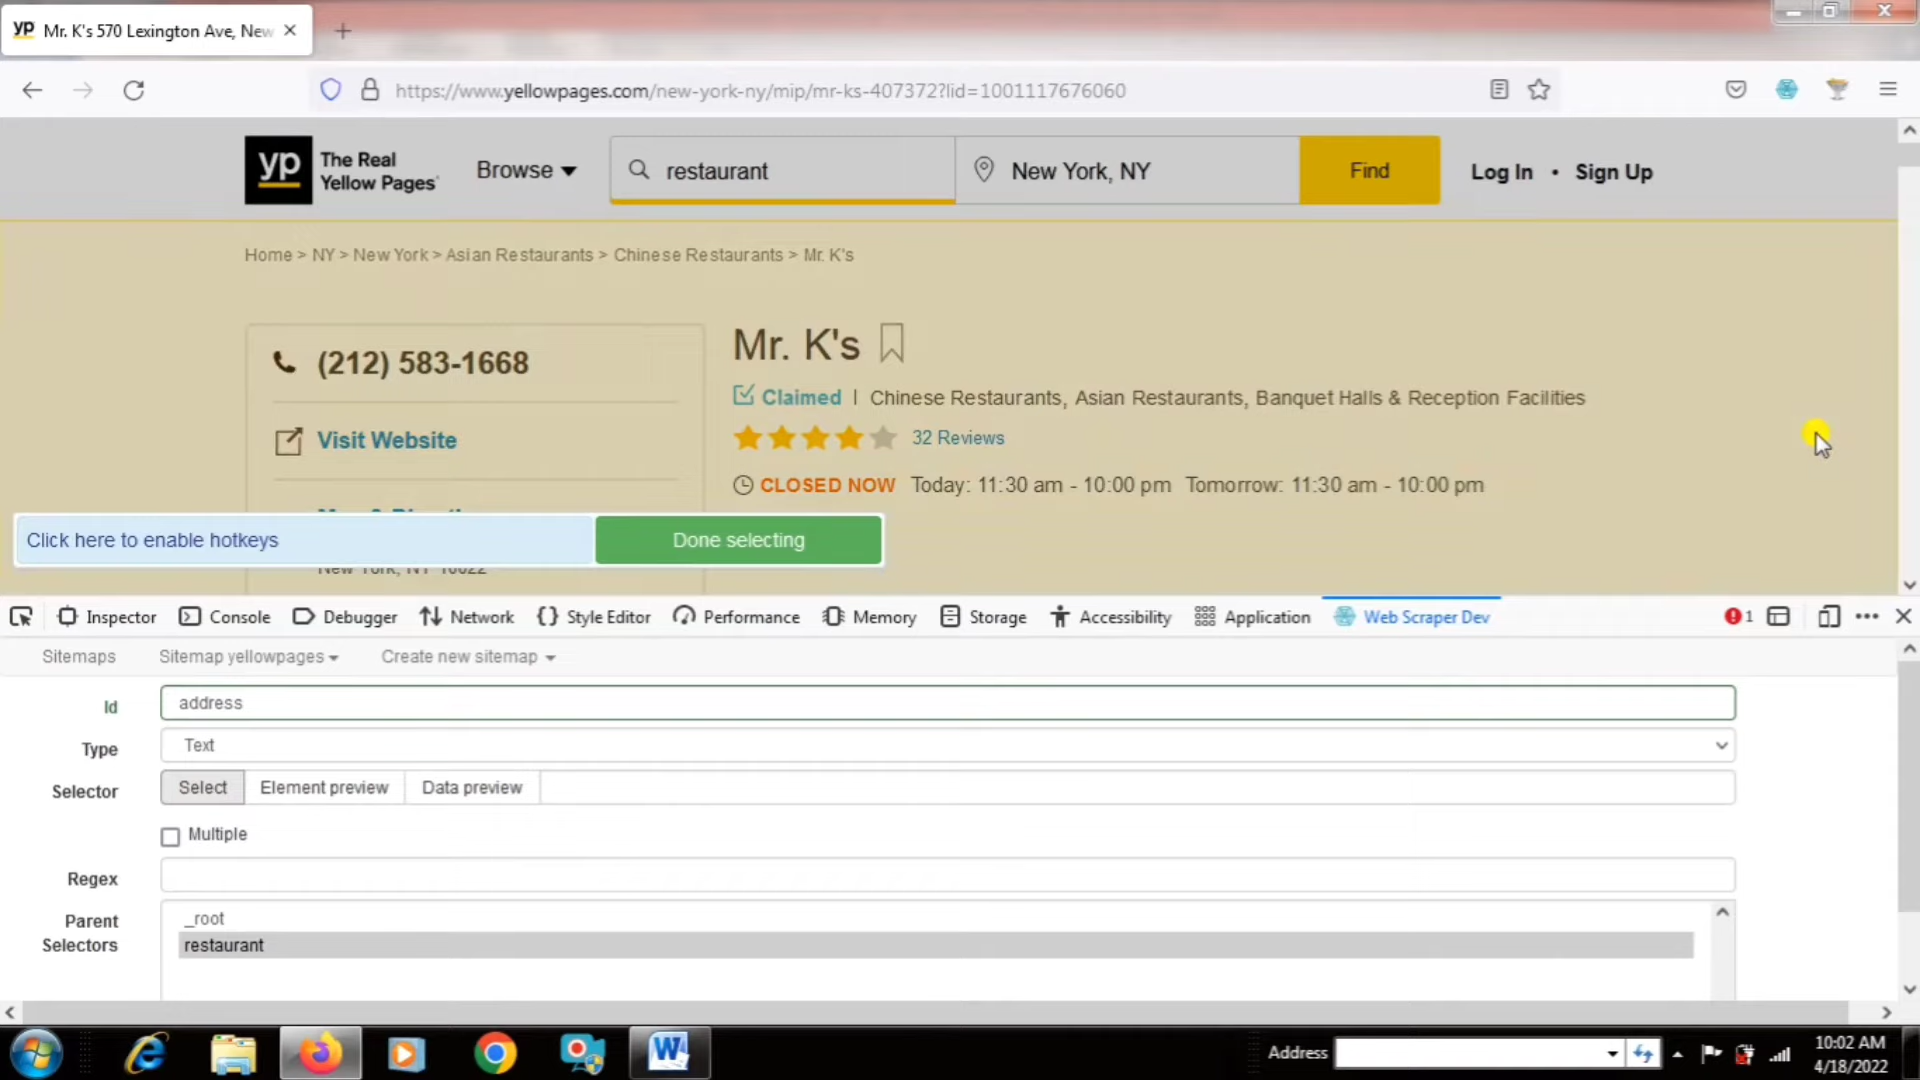 yp Mr. K's 570 Lexington Ave, New
https://www.yellowpages.com/new-york-ny/mip/mr-ks-407372?lid=1001117676060
yp The Real
Yellow Pages
Browse
restaurant
New York, NY
Find
Log In • Sign Up
Home > NY > New York > Asian Restaurants > Chinese Restaurants > Mr. K's
(212) 583-1668
Visit Website
Mr. K's
Claimed | Chinese Restaurants, Asian Restaurants, Banquet Halls & Reception Facilities
32 Reviews
CLOSED NOW Today: 11:30 am - 10:00 pm Tomorrow: 11:30 am - 10:00 pm
Click here to enable hotkeys
Done selecting
New York, NY 10022
Inspector Console Debugger Network {} Style Editor Performance Memory Storage Accessibility Application Web Scraper Dev 1
Sitemaps Sitemap yellowpages Create new sitemap
Id address
Type Text
Selector Select Element preview Data preview
Multiple
Regex
Parent
Selectors
_root
restaurant
Address
10:02 AM
4/18/2022